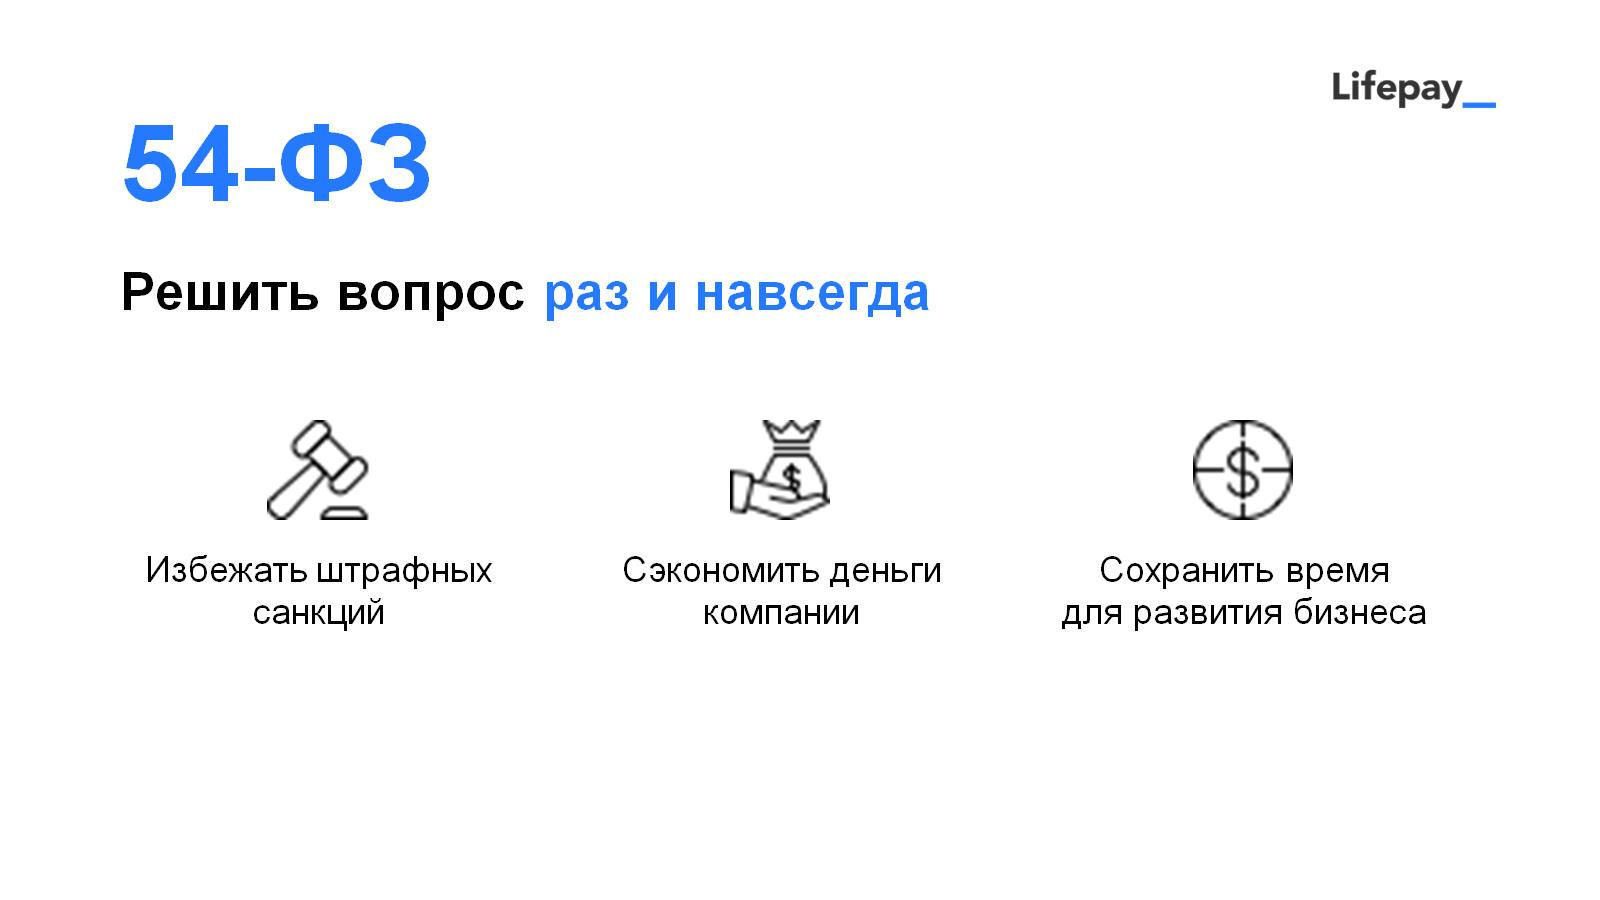 Lifepay_
54-ФЗ
Решить вопрос раз и навсегда
Избежать штрафных
санкций
Сэкономить деньги
компании
Сохранить время
для развития бизнеса